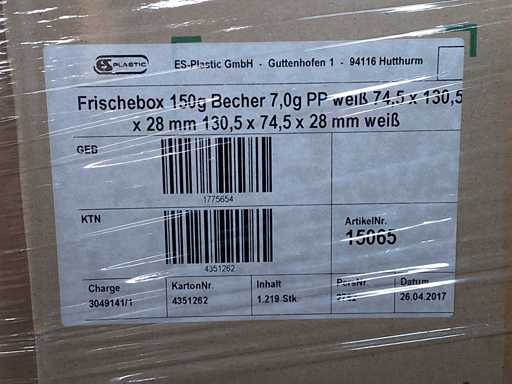 ES PLASTIC
ES-Plastic GmbH - Guttenhofen 1 - 94116 Hutthurm
Frischebox 150g Becher 7,0g PP weiß 74,5 x 130,5
x 28 mm 130,5 x 74,5 x 28 mm weiß
GEB
1775654
KTN
4351262
ArtikelNr.
15065
Charge
3049141/1
KartonNr.
4351262
Inhalt
1.219 Stk
PersNr
Datum
26.04.2017